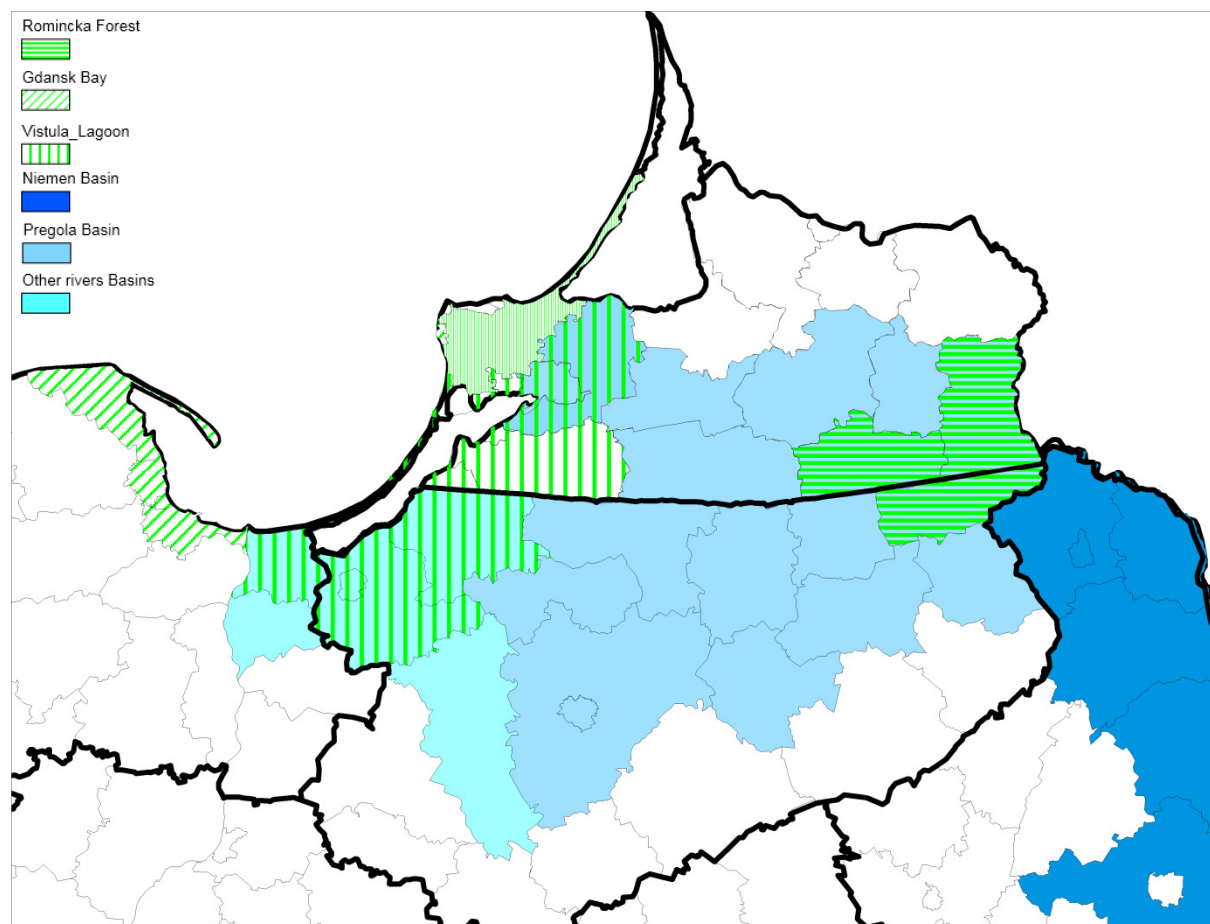 Romincka Forest
Gdansk Bay
Vistula_Lagoon
Niemen Basin
Pregola Basin
Other rivers Basins